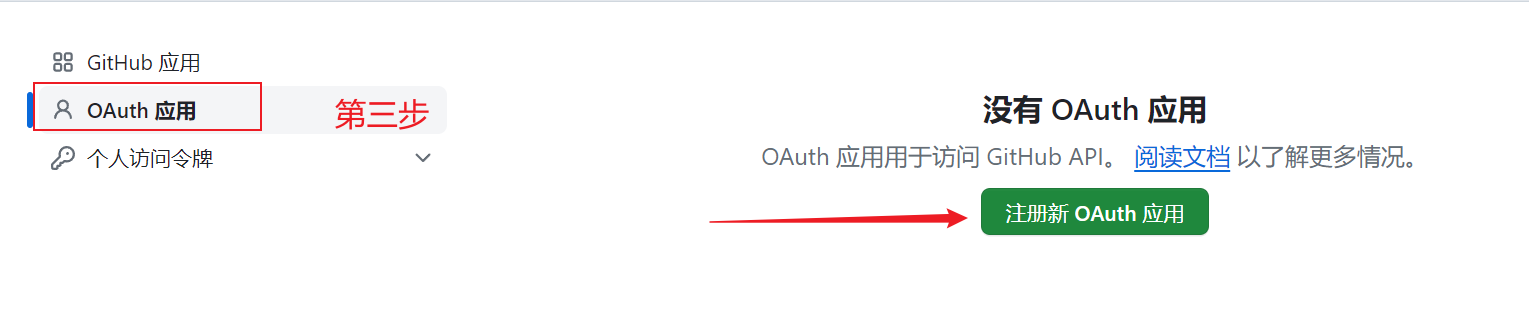 GitHub 应用
OAuth 应用
第三步
个人访问令牌
没有 OAuth 应用
OAuth 应用用于访问 GitHub API。 阅读文档 以了解更多情况。
注册新 OAuth 应用